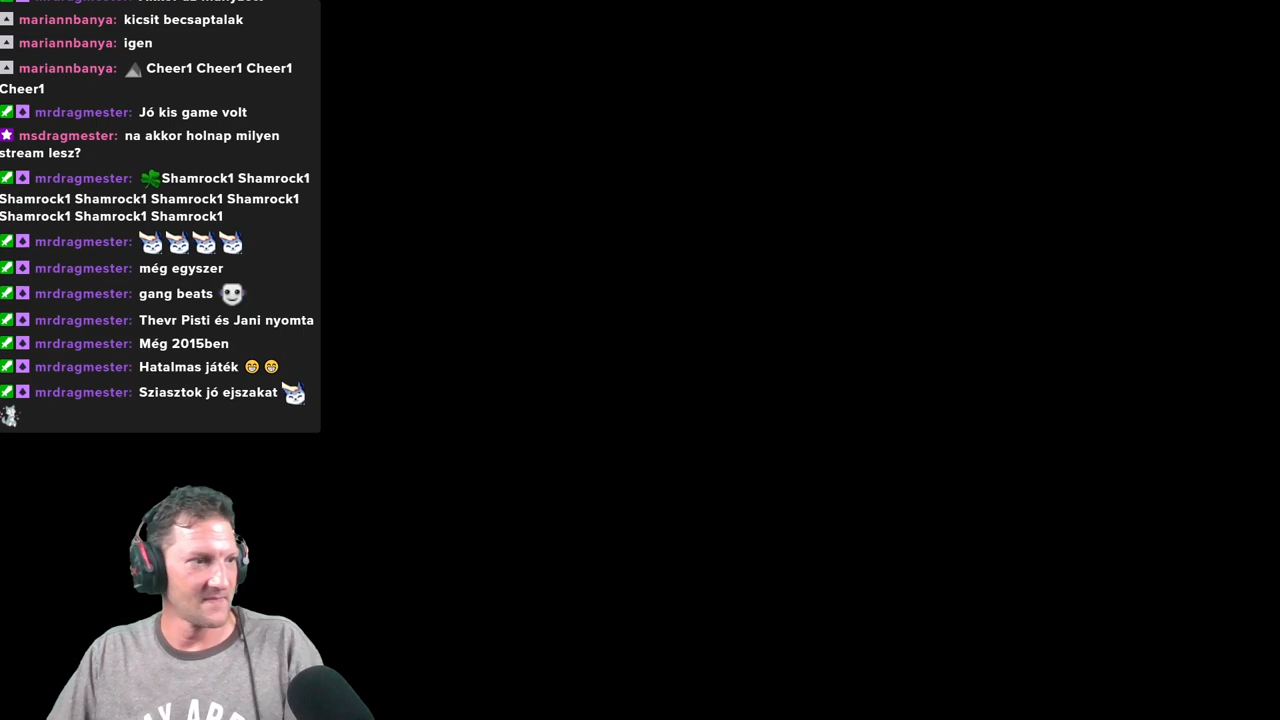 mariannbanya: kicsit becsaptalak
mariannbanya: igen
mariannbanya: Cheer1 Cheer1 Cheer1
Cheer1
mrdragmester: Jó kis game volt
msdragmester: na akkor holnap milyen
stream lesz?
mrdragmester: Shamrock1 Shamrock1
Shamrock1 Shamrock1 Shamrock1 Shamrock1
Shamrock1 Shamrock1 Shamrock1
mrdragmester:
mrdragmester: még egyszer
mrdragmester: gang beats
mrdragmester: Thevr Pisti és Jani nyomta
mrdragmester: Még 2015ben
mrdragmester: Hatalmas játék
mrdragmester: Sziasztok jó ejszakat